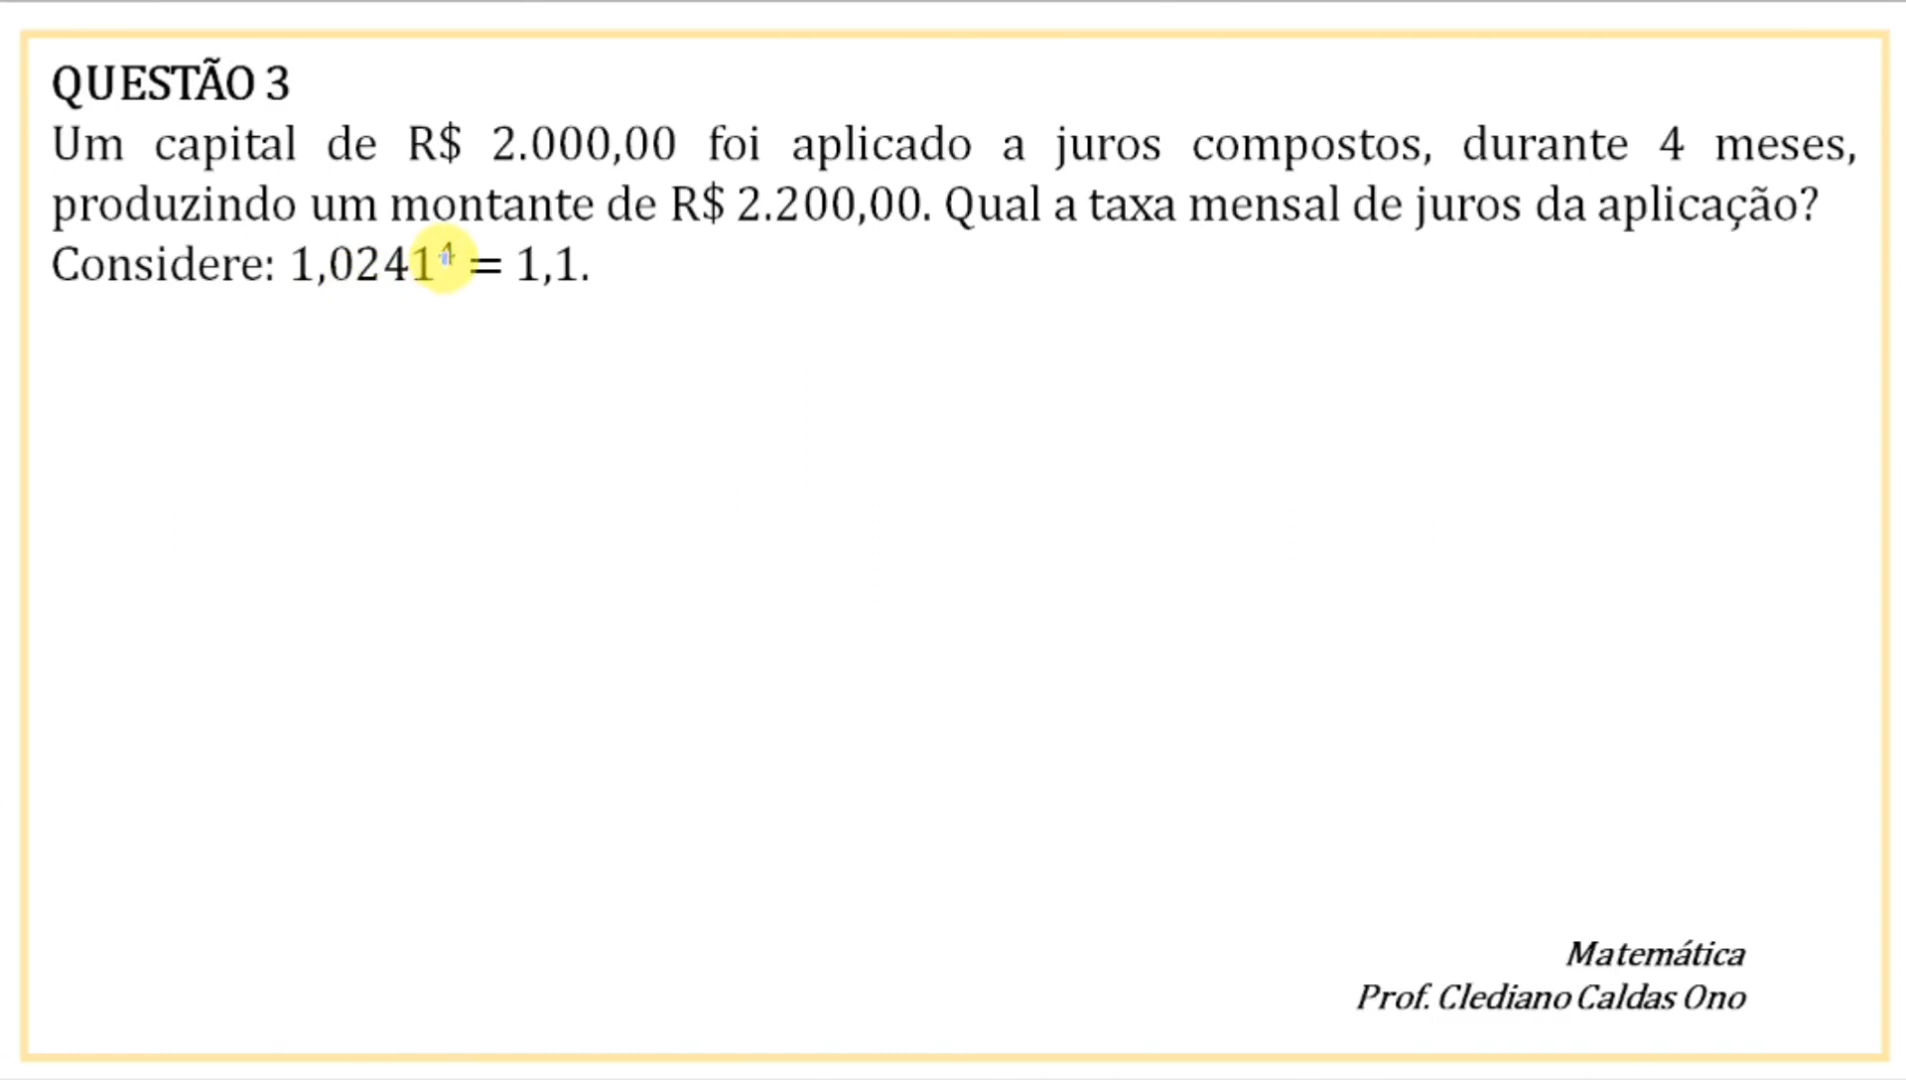 QUESTÃO 3
Um capital de R$ 2.000,00 foi aplicado a juros compostos, durante 4 meses,
produzindo um montante de R$ 2.200,00. Qual a taxa mensal de juros da aplicação?
Considere: 1,0241⁴ = 1,1.
Matemática
Prof. Clediano Caldas Ono